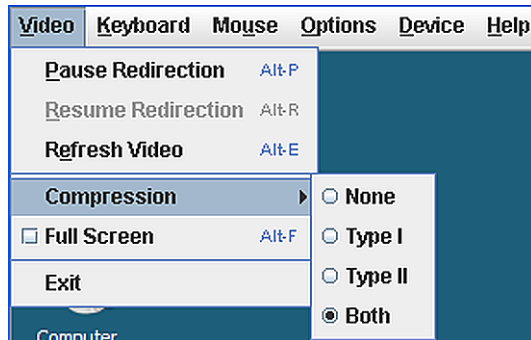 Video Keyboard Mouse Options Device Help
Pause Redirection Alt-P
Resume Redirection Alt-R
Refresh Video Alt-E
Compression
None
Full Screen Alt-F
Type I
Type II
Exit
Both
Computer